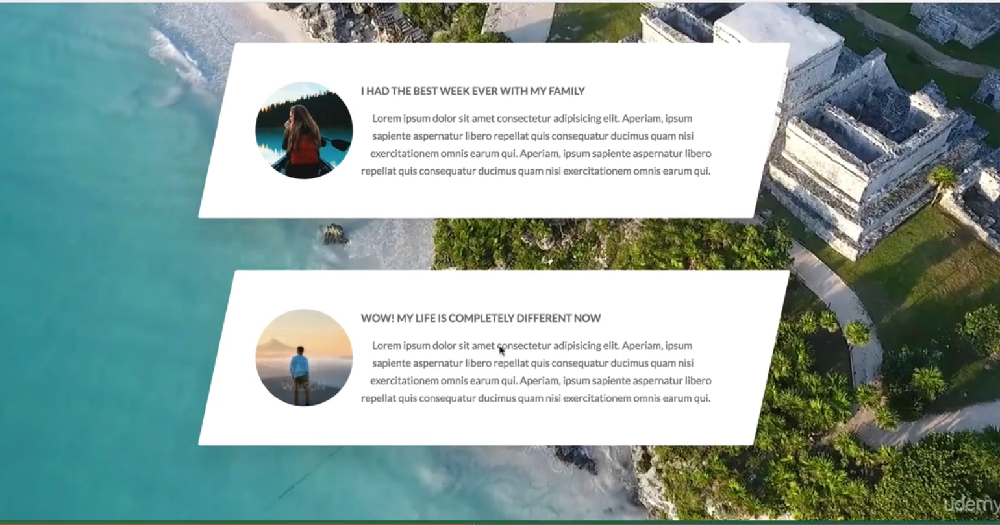 I HAD THE BEST WEEK EVER WITH MY FAMILY
Lorem ipsum dolor sit amet consectetur adipisicing elit. Aperiam, ipsum
sapiente aspernatur libero repellat quis consequatur ducimus quam nisi
exercitationem omnis earum qui. Aperiam, ipsum sapiente aspernatur libero
repellat quis consequatur ducimus quam nisi exercitationem omnis earum qui.
WOW! MY LIFE IS COMPLETELY DIFFERENT NOW
WILSON
Lorem ipsum dolor sit amet consectetur adipisicing elit. Aperiam, ipsum
sapiente aspernatur libero repellat quis consequatur ducimus quam nisi
exercitationem omnis earum qui. Aperiam, ipsum sapiente aspernatur libero
repellat quis consequatur ducimus quam nisi exercitationem omnis earum qui.
udemy